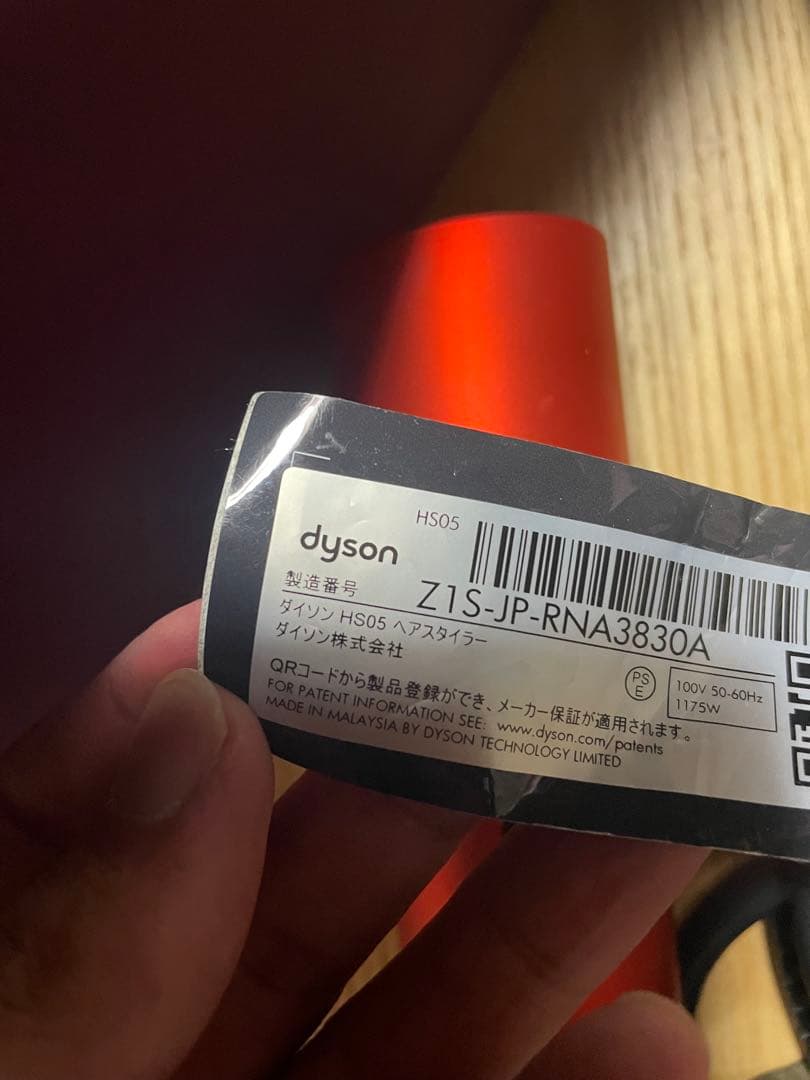 HS05
dyson
製造番号
Z1S-JP-RNA3830A
ダイソン HS05 ヘアスタイラー
ダイソン株式会社
PS
E
100V 50-60Hz
1175W
QRコードから製品登録ができ、メーカー保証が適用されます。
FOR PATENT INFORMATION SEE: www.dyson.com/patents
MADE IN MALAYSIA BY DYSON TECHNOLOGY LIMITED